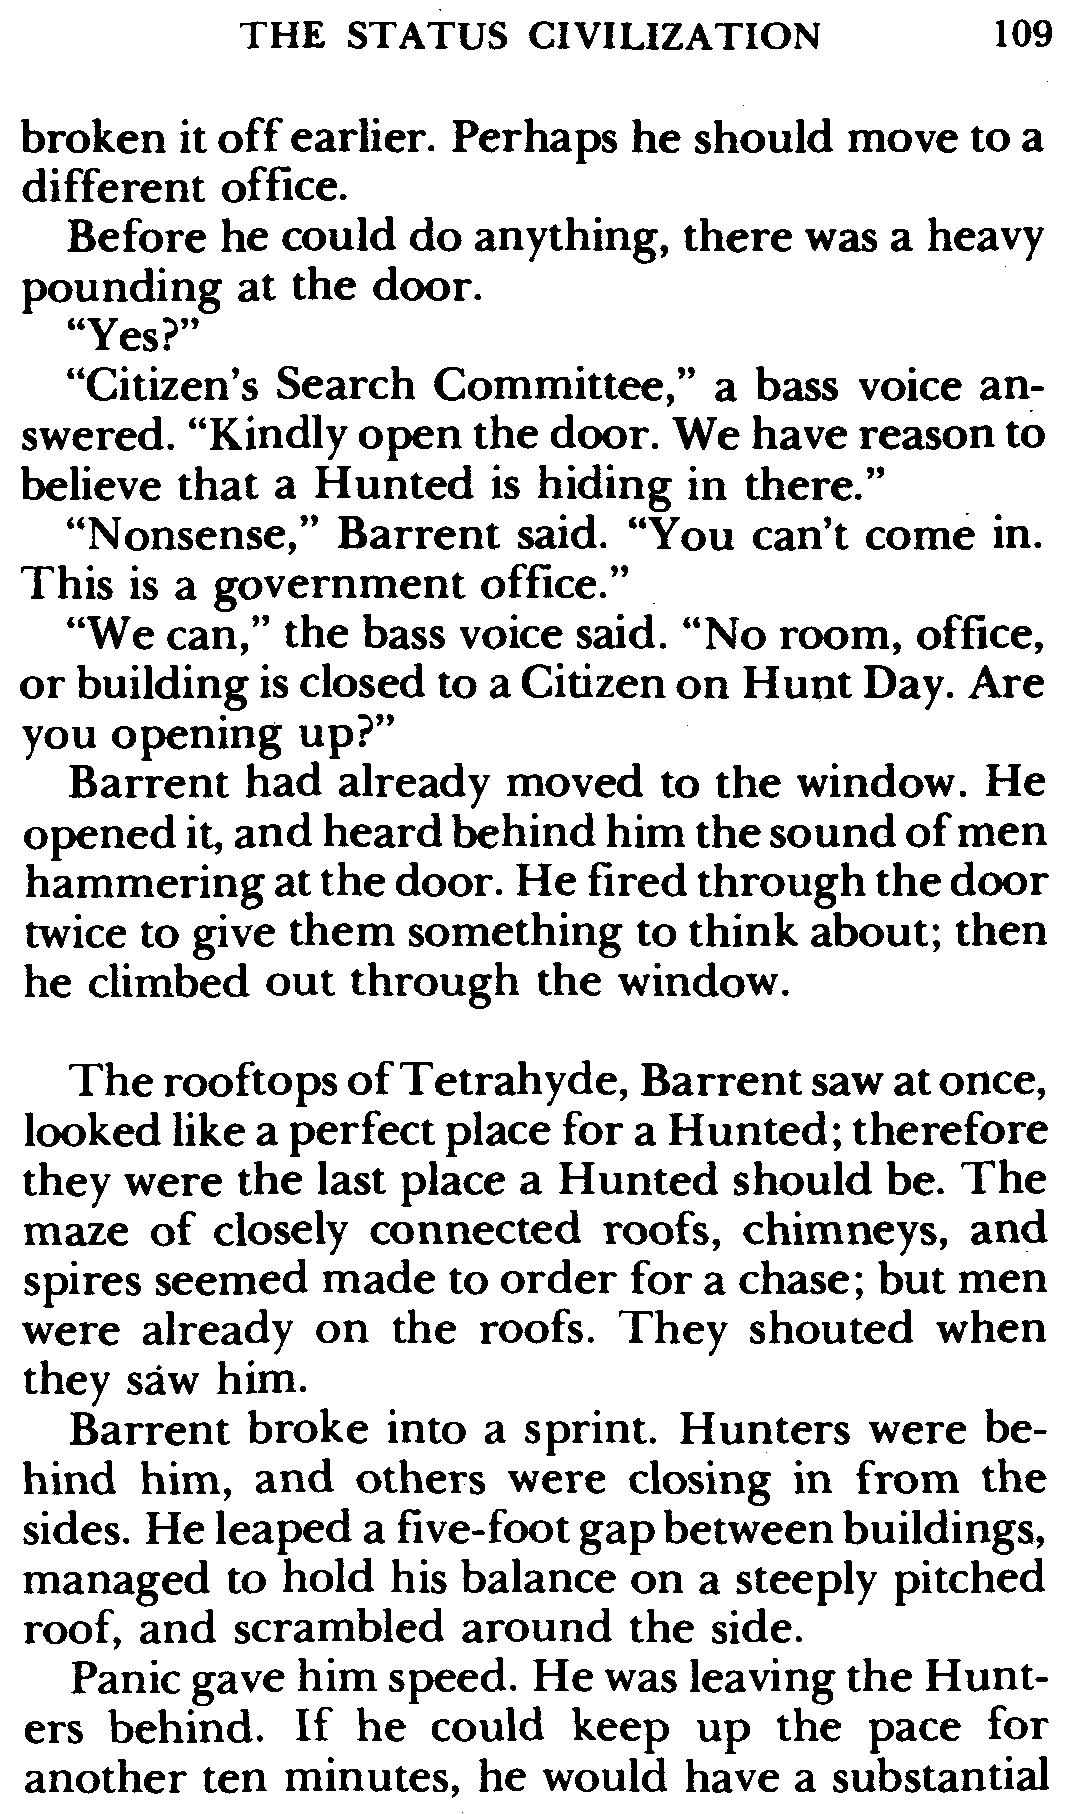 THE STATUS CIVILIZATION 109
broken it off earlier. Perhaps he should move to a
different office.
Before he could do anything, there was a heavy
pounding at the door.
“Yes?”
“Citizen’s Search Committee,” a bass voice an-
swered. “Kindly open the door. We have reason to
believe that a Hunted is hiding in there.”
“Nonsense,” Barrent said. “You can’t come in.
This is a government office.”
“We can,” the bass voice said. “No room, office,
or building is closed to a Citizen on Hunt Day. Are
you opening up?”
Barrent had already moved to the window. He
opened it, and heard behind him the sound of men
hammering at the door. He fired through the door
twice to give them something to think about; then
he climbed out through the window.
The rooftops of Tetrahyde, Barrent saw at once,
looked like a perfect place for a Hunted; therefore
they were the last place a Hunted should be. The
maze of closely connected roofs, chimneys, and
spires seemed made to order for a chase; but men
were already on the roofs. They shouted when
they saw him.
Barrent broke into a sprint. Hunters were be-
hind him, and others were closing in from the
sides. He leaped a five-foot gap between buildings,
managed to hold his balance on a steeply pitched
roof, and scrambled around the side.
Panic gave him speed. He was leaving the Hunt-
ers behind. If he could keep up the pace for
another ten minutes, he would have a substantial